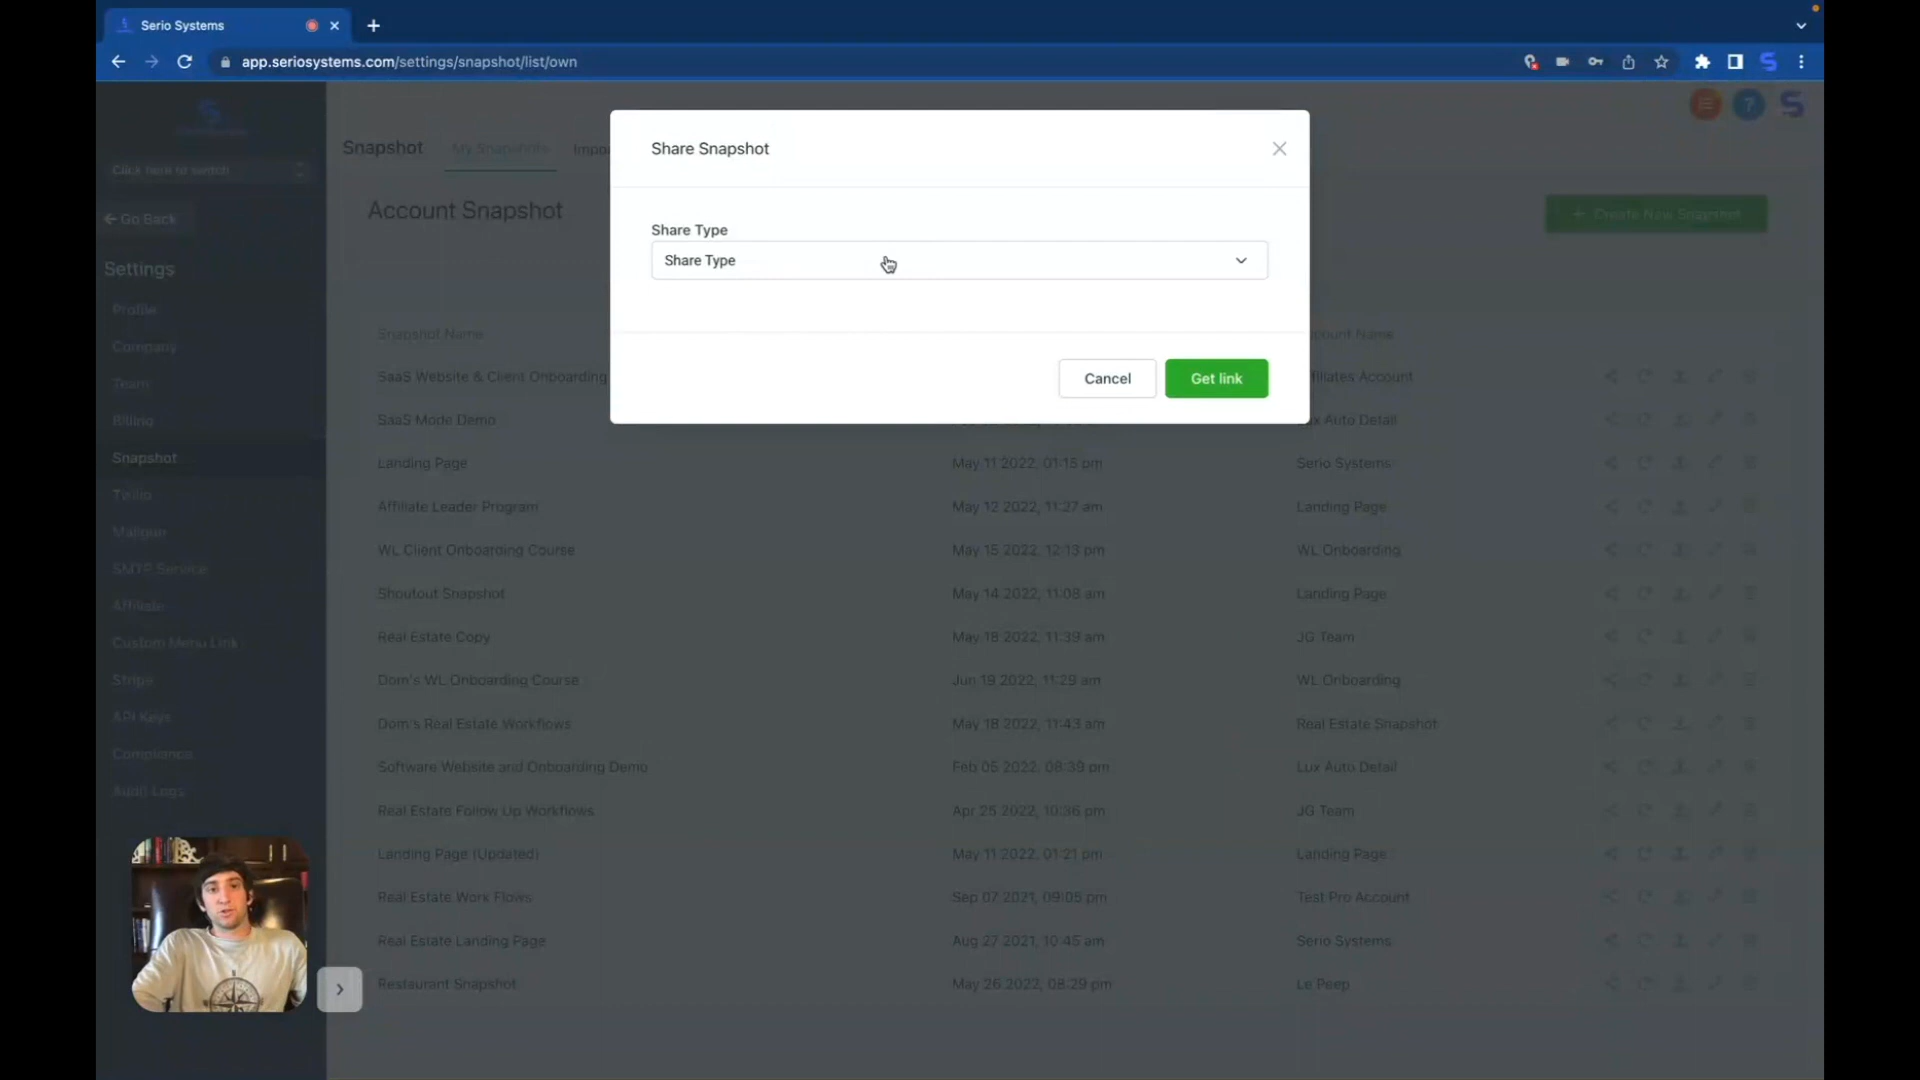 Serio Systems
app.seriosystems.com/settings/snapshot/list/own
Click here to switch
Go Back
Settings
Profile
Company
Team
Billing
Snapshot
Twilio
Mailgun
SMTP Service
Affiliate
Custom Menu Link
Stripe
API Keys
Compliance
Audit Logs
Snapshot My Snapshots Impo
Account Snapshot
+ Create New Snapshot
Share Snapshot
Share Type
Share Type
Cancel Get link
Snapshot Name ount Name
SaaS Website & Client Onboarding ffiliates Account
SaaS Mode Demo ux Auto Detail
Landing Page May 11 2022, 01:15 pm Serio Systems
Affiliate Leader Program May 12 2022, 11:27 am Landing Page
WL Client Onboarding Course May 15 2022, 12:13 pm WL Onboarding
Shoutout Snapshot May 14 2022, 11:08 am Landing Page
Real Estate Copy May 18 2022, 11:39 am JG Team
Dom's WL Onboarding Course Jun 19 2022, 11:29 am WL Onboarding
Dom's Real Estate Workflows May 18 2022, 11:43 am Real Estate Snapshot
Software Website and Onboarding Demo Feb 05 2022, 08:39 pm Lux Auto Detail
Real Estate Follow Up Workflows Apr 25 2022, 10:36 pm JG Team
Landing Page (Updated) May 11 2022, 01:21 pm Landing Page
Real Estate Work Flows Sep 07 2021, 09:05 pm Test Pro Account
Real Estate Landing Page Aug 27 2021, 10:45 am Serio Systems
Restaurant Snapshot May 26 2022, 08:29 pm Le Peep